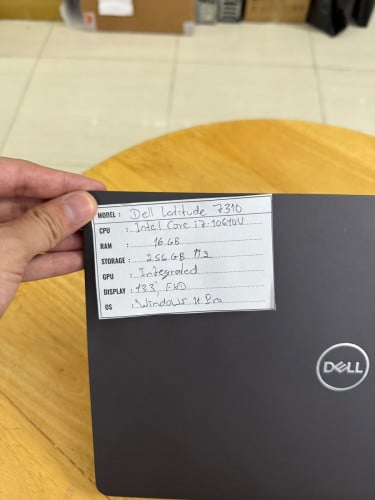 MODEL : Dell Latitude 7310
CPU : Intel Core i7-10610U
RAM : 16 GB
STORAGE : 256 GB
GPU : Integrated
DISPLAY : 13.3, FHD
OS : Windows 11 Pro
DELL